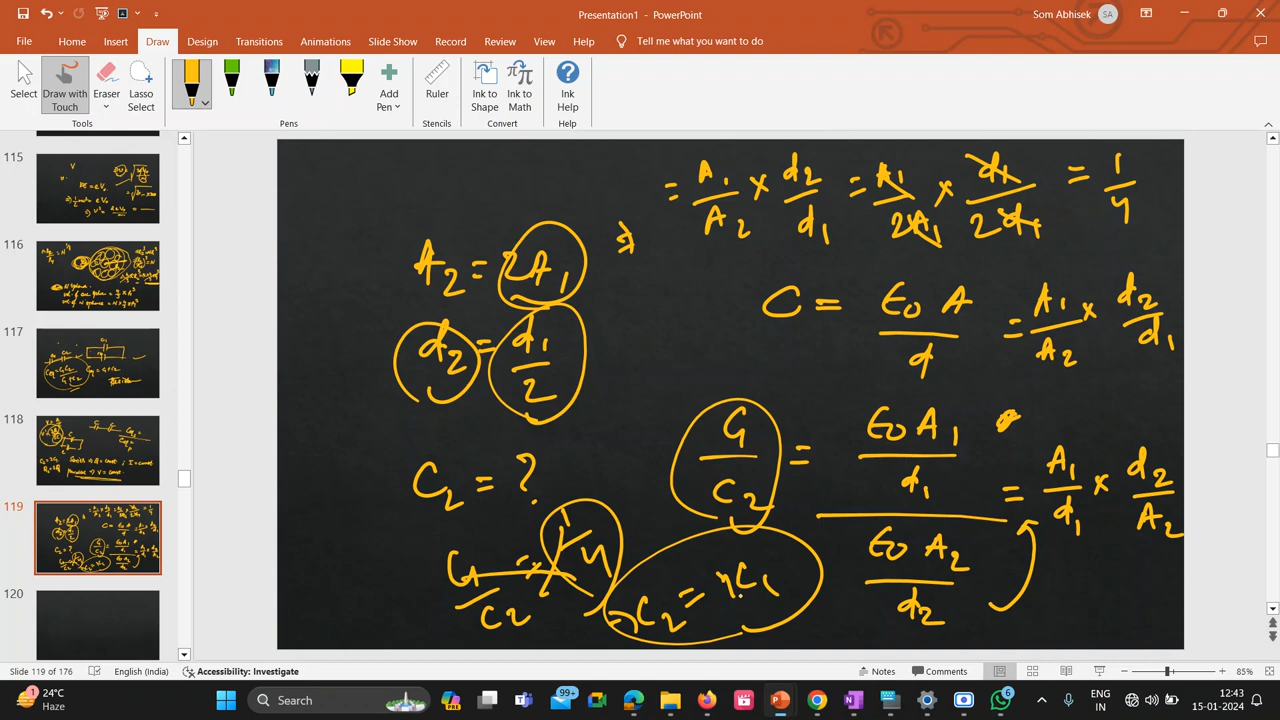 Presentation1 - PowerPoint
Som Abhisek SA
File Home Insert Draw Design Transitions Animations Slide Show Record Review View Help Tell me what you want to do
Select Draw with Touch Eraser Lasso Select Add Pen Ruler Ink to Shape Ink to Math Ink Help
Tools Pens Stencils Convert Help
115
116
117
118
119
120
= A1/A2 × d2/d1 = A1/2A1 × d1/2d1 = 1/4
A2 = 2A1
C = ε0 A/d = A1/A2 × d2/d1
d2 = d1/2
C1/C2 = (ε0 A1/d1)/(ε0 A2/d2) = A1/d1 × d2/A2
C2 = ?
C1/C2 = 1/4
⇒ C2 = 4C1
Slide 119 of 176 English (India) Accessibility: Investigate Notes Comments 85%
1 24°C Haze
Search PRE 99+ 6
ENG IN
12:43
15-01-2024